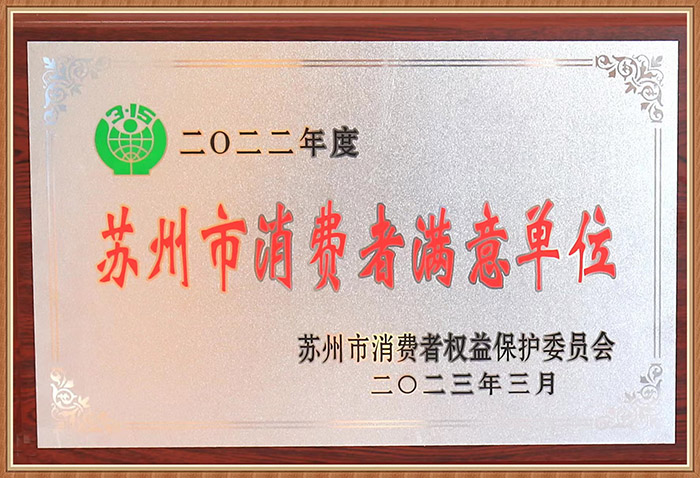 3·15
二〇二二年度
苏州市消费者满意单位
苏州市消费者权益保护委员会
二〇二三年三月